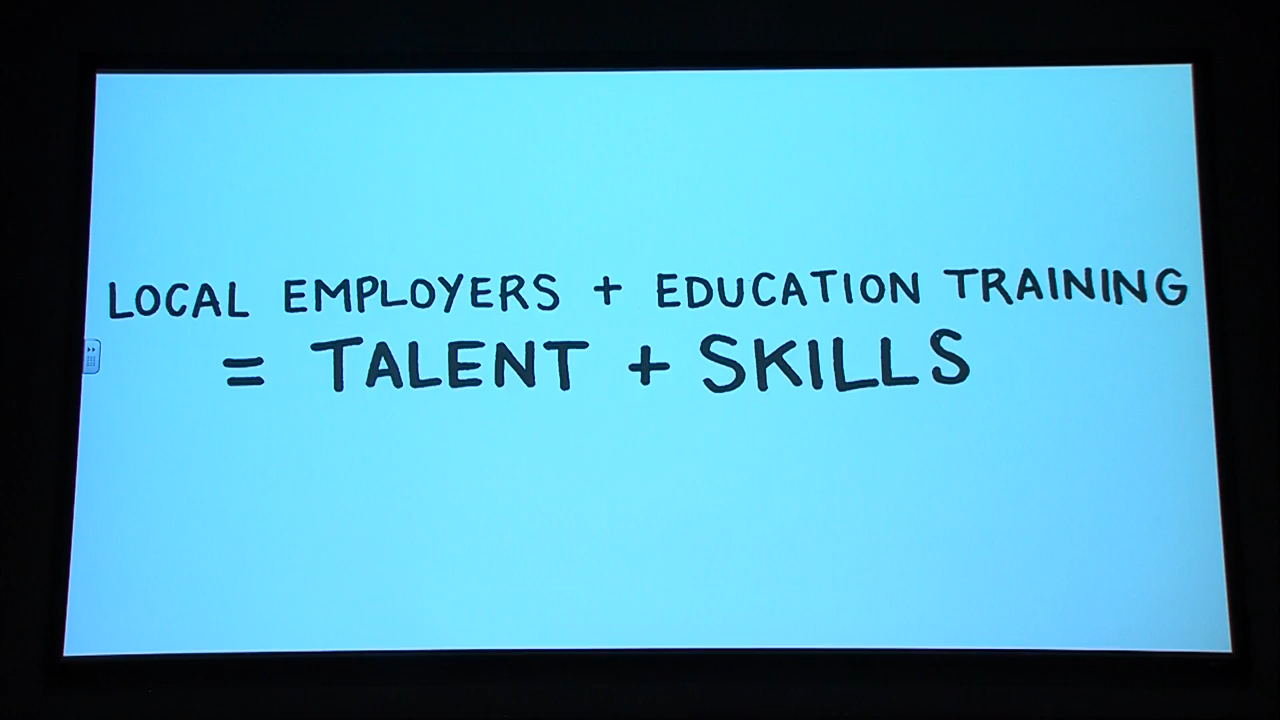 LOCAL EMPLOYERS + EDUCATION TRAINING
= TALENT + SKILLS